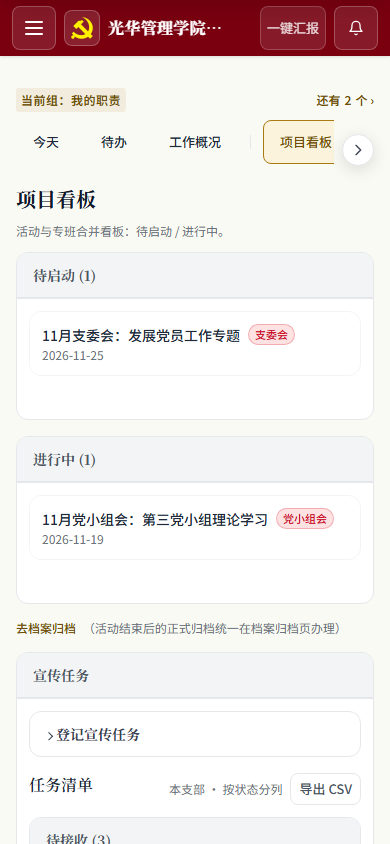 光华管理学院…
一键汇报
当前组：我的职责
还有 2 个 ›
今天
待办
工作概况
项目看板
项目看板
活动与专班合并看板：待启动 / 进行中。
待启动 (1)
11月支委会：发展党员工作专题
支委会
2026-11-25
进行中 (1)
11月党小组会：第三党小组理论学习
党小组会
2026-11-19
去档案归档 （活动结束后的正式归档统一在档案归档页办理）
宣传任务
› 登记宣传任务
任务清单
本支部 · 按状态分列
导出 CSV
待接收 (3)